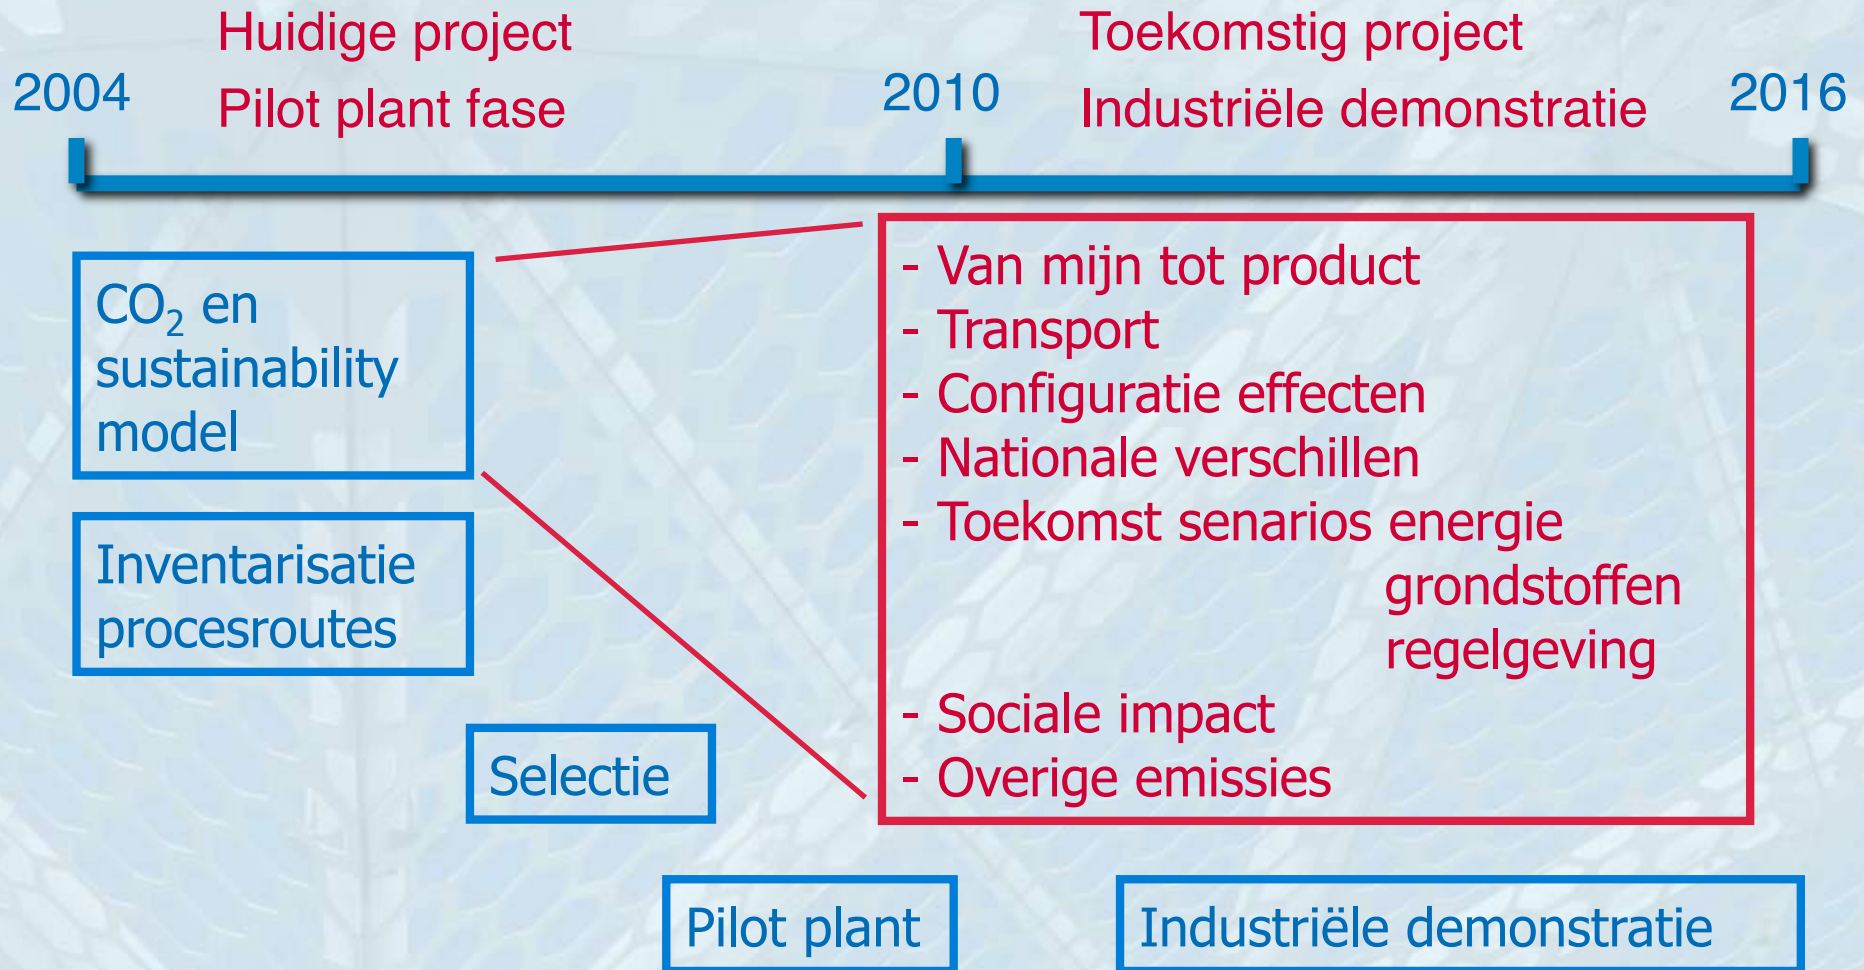 Huidige project
Pilot plant fase
Toekomstig project
Industriële demonstratie
2004
2010
2016
CO₂ en
sustainability
model
Inventarisatie
procesroutes
Selectie
- Van mijn tot product
- Transport
- Configuratie effecten
- Nationale verschillen
- Toekomst senarios energie
grondstoffen
regelgeving
- Sociale impact
- Overige emissies
Pilot plant
Industriële demonstratie